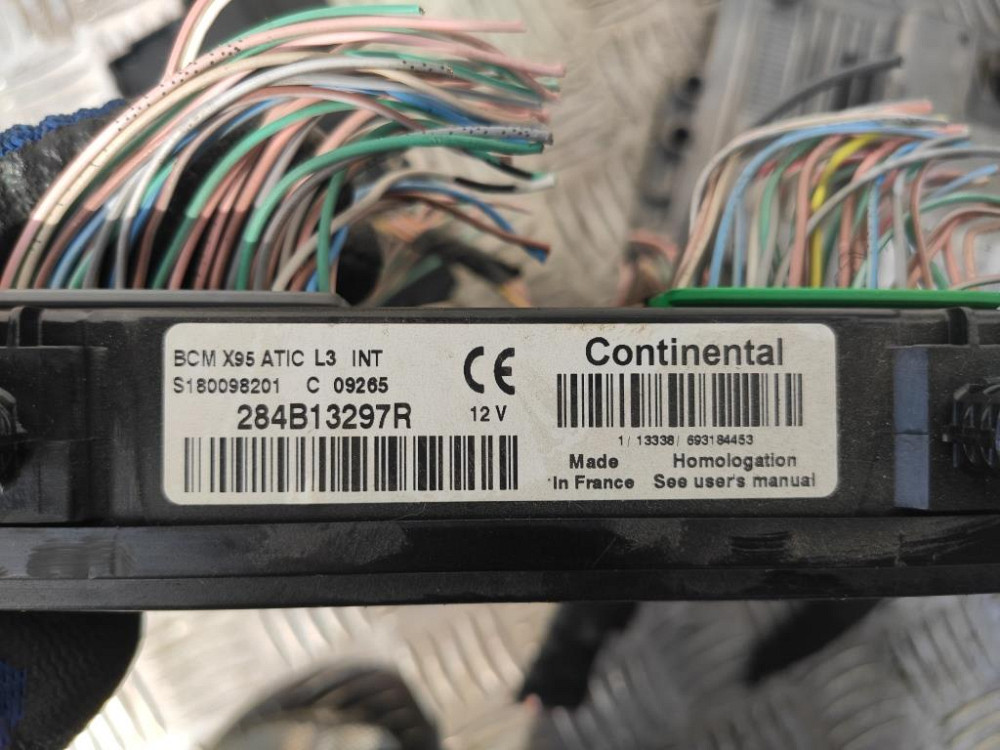 BCM X95 ATIC L3 INT
S180098201 C 09265
284B13297R
CE
12 V
Continental
1/ 13338/ 693184453
Made In France
Homologation
See user's manual